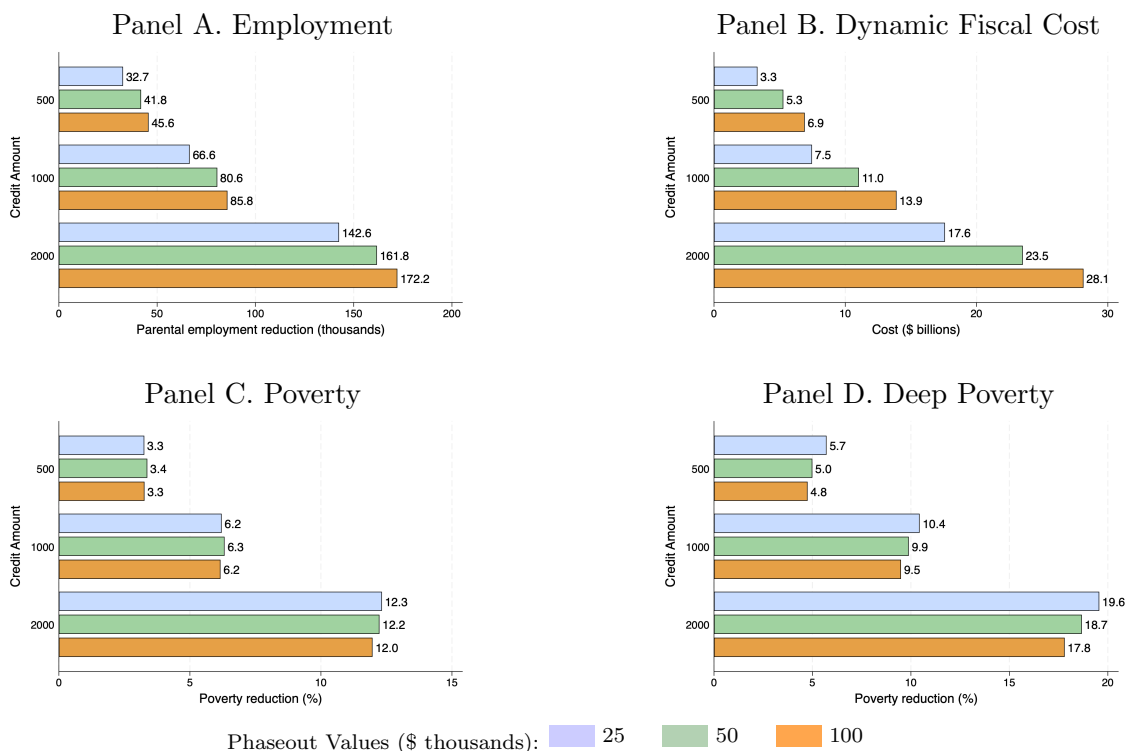 Panel A. Employment
Credit Amount
500
32.7
41.8
45.6
1000
66.6
80.6
85.8
2000
142.6
161.8
172.2
0 50 100 150 200
Parental employment reduction (thousands)
Panel B. Dynamic Fiscal Cost
Credit Amount
500
3.3
5.3
6.9
1000
7.5
11.0
13.9
2000
17.6
23.5
28.1
0 10 20 30
Cost ($ billions)
Panel C. Poverty
Credit Amount
500
3.3
3.4
3.3
1000
6.2
6.3
6.2
2000
12.3
12.2
12.0
0 5 10 15
Poverty reduction (%)
Panel D. Deep Poverty
Credit Amount
500
5.7
5.0
4.8
1000
10.4
9.9
9.5
2000
19.6
18.7
17.8
0 5 10 15 20
Poverty reduction (%)
Phaseout Values ($ thousands): 25 50 100